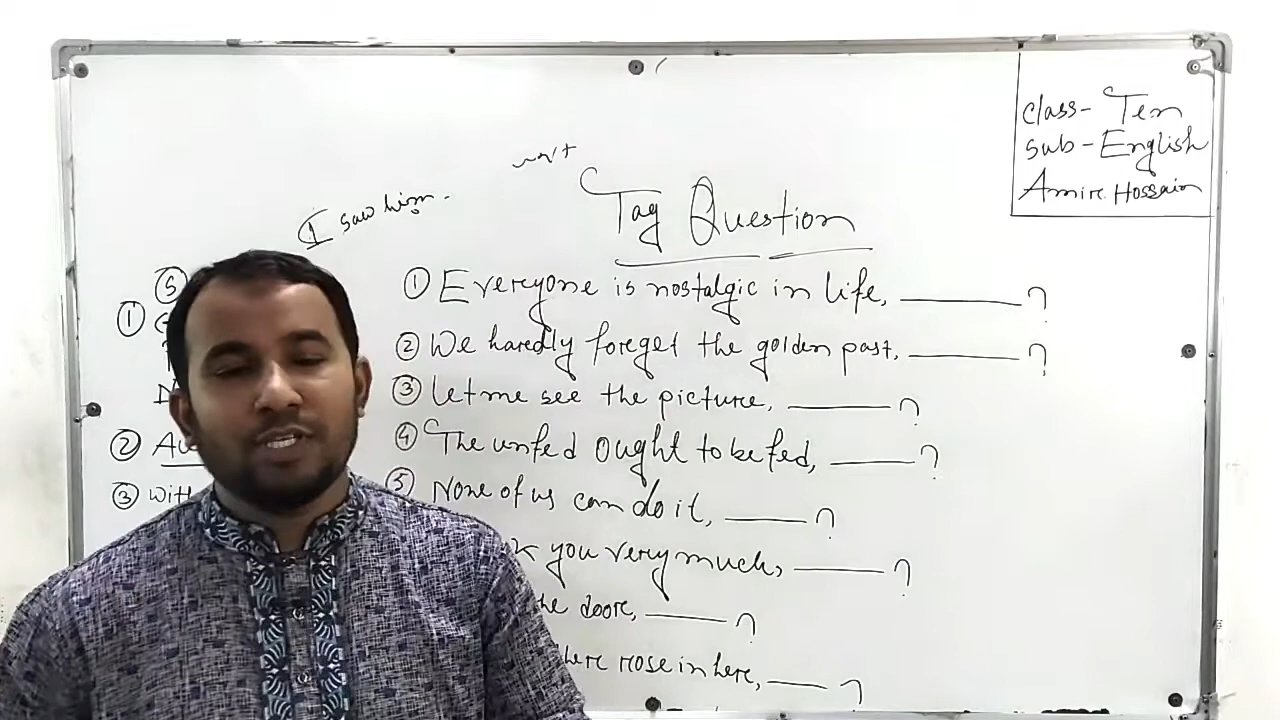 class- Ten
sub - English
Amir. Hossain
Tag Question
I saw him.
① Everyone is nostalgic in life, ______?
② We hardly forget the golden past, ______?
③ Let me see the picture, ______?
④ The unfed ought to be fed, ______?
⑤ None of us can do it, ______?
you very much, ______?
the door, ______?
in here, ______?
⑤
①
②
③ With